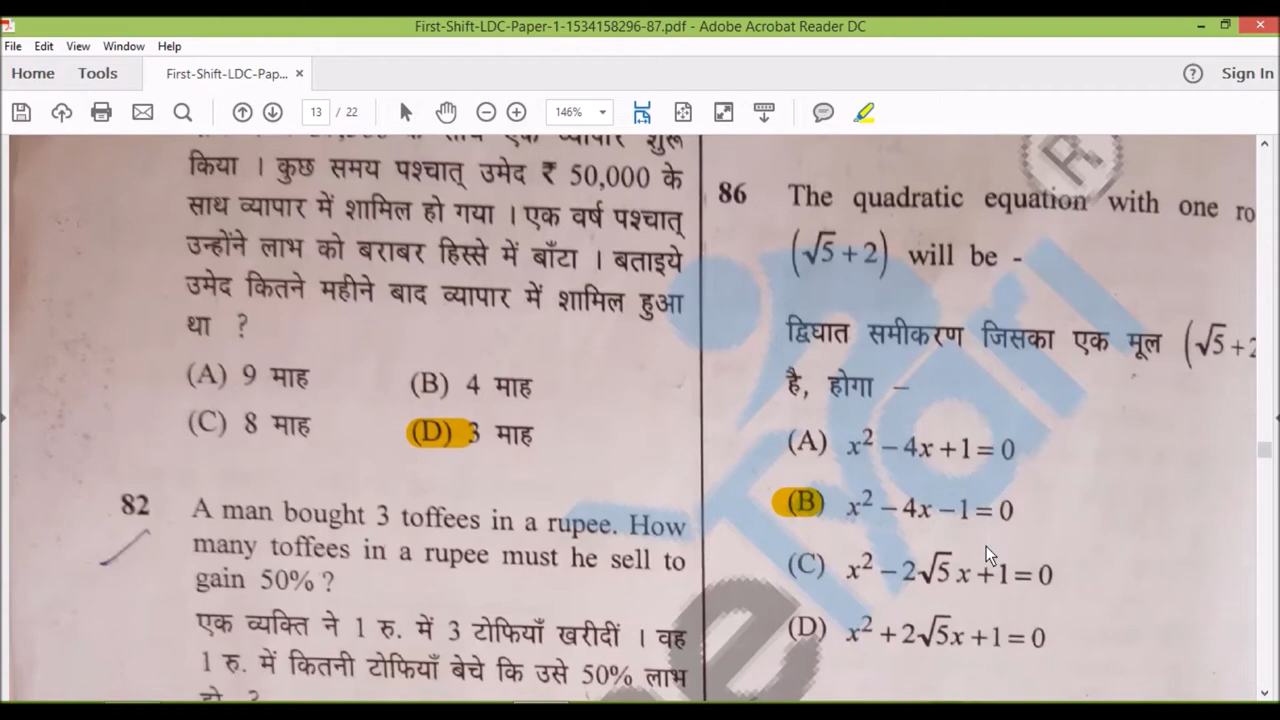 First-Shift-LDC-Paper-1-1534158296-87.pdf - Adobe Acrobat Reader DC
File Edit View Window Help
Home Tools First-Shift-LDC-Pap... × Sign In
13 / 22 146%
एक व्यापार शुरू
किया । कुछ समय पश्चात् उमेद ₹ 50,000 के
साथ व्यापार में शामिल हो गया । एक वर्ष पश्चात्
उन्होंने लाभ को बराबर हिस्से में बाँटा । बताइये
उमेद कितने महीने बाद व्यापार में शामिल हुआ
था ?
(A) 9 माह (B) 4 माह
(C) 8 माह (D) 3 माह
82 A man bought 3 toffees in a rupee. How
many toffees in a rupee must he sell to
gain 50% ?
एक व्यक्ति ने 1 रु. में 3 टोफियाँ खरीदीं । वह
1 रु. में कितनी टोफियाँ बेचे कि उसे 50% लाभ
86 The quadratic equation with one ro
(√5+2) will be -
द्विघात समीकरण जिसका एक मूल (√5+2
है, होगा –
(A) x² – 4x + 1 = 0
(B) x² – 4x – 1 = 0
(C) x² – 2√5 x + 1 = 0
(D) x² + 2√5x + 1 = 0